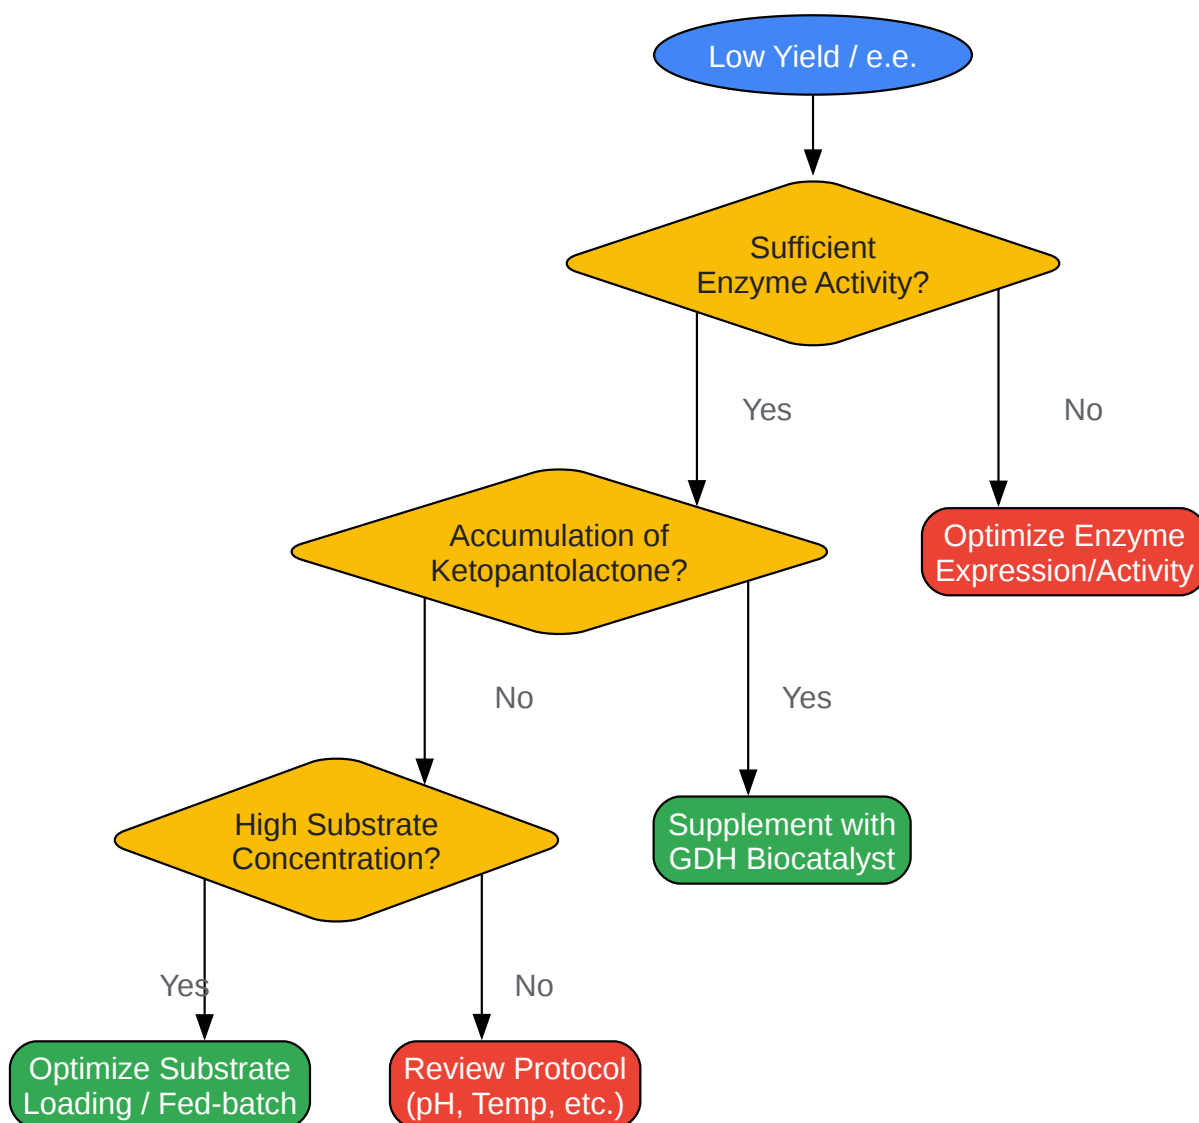 Low Yield / e.e.
Sufficient
Enzyme Activity?
Yes
No
Accumulation of
Ketopantolactone?
Optimize Enzyme
Expression/Activity
No
Yes
High Substrate
Concentration?
Supplement with
GDH Biocatalyst
Yes
No
Optimize Substrate
Loading / Fed-batch
Review Protocol
(pH, Temp, etc.)